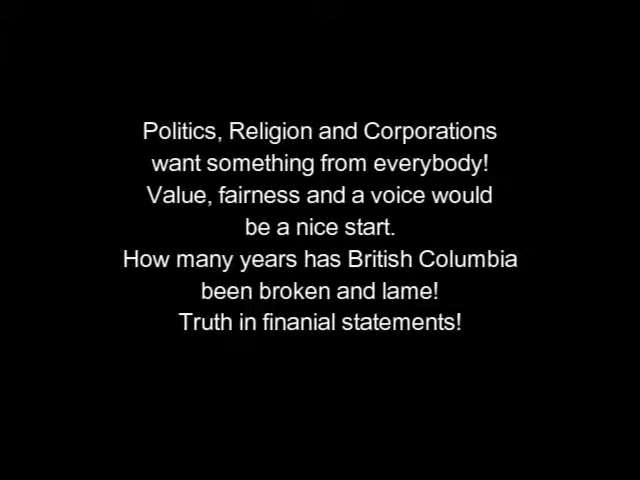 Politics, Religion and Corporations
want something from everybody!
Value, fairness and a voice would
be a nice start.
How many years has British Columbia
been broken and lame!
Truth in finanial statements!